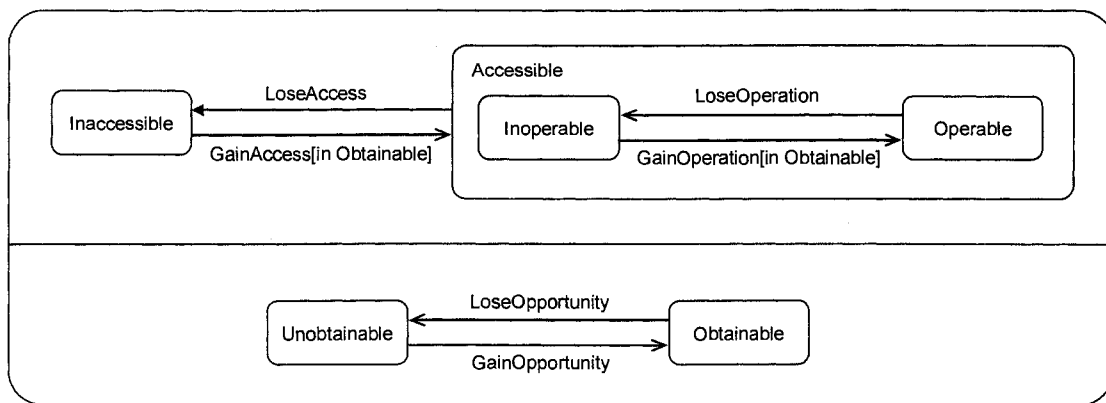 Accessible
LoseAccess
LoseOperation
Inaccessible
Inoperable
Operable
GainAccess[in Obtainable]
GainOperation[in Obtainable]
LoseOpportunity
Unobtainable
Obtainable
GainOpportunity